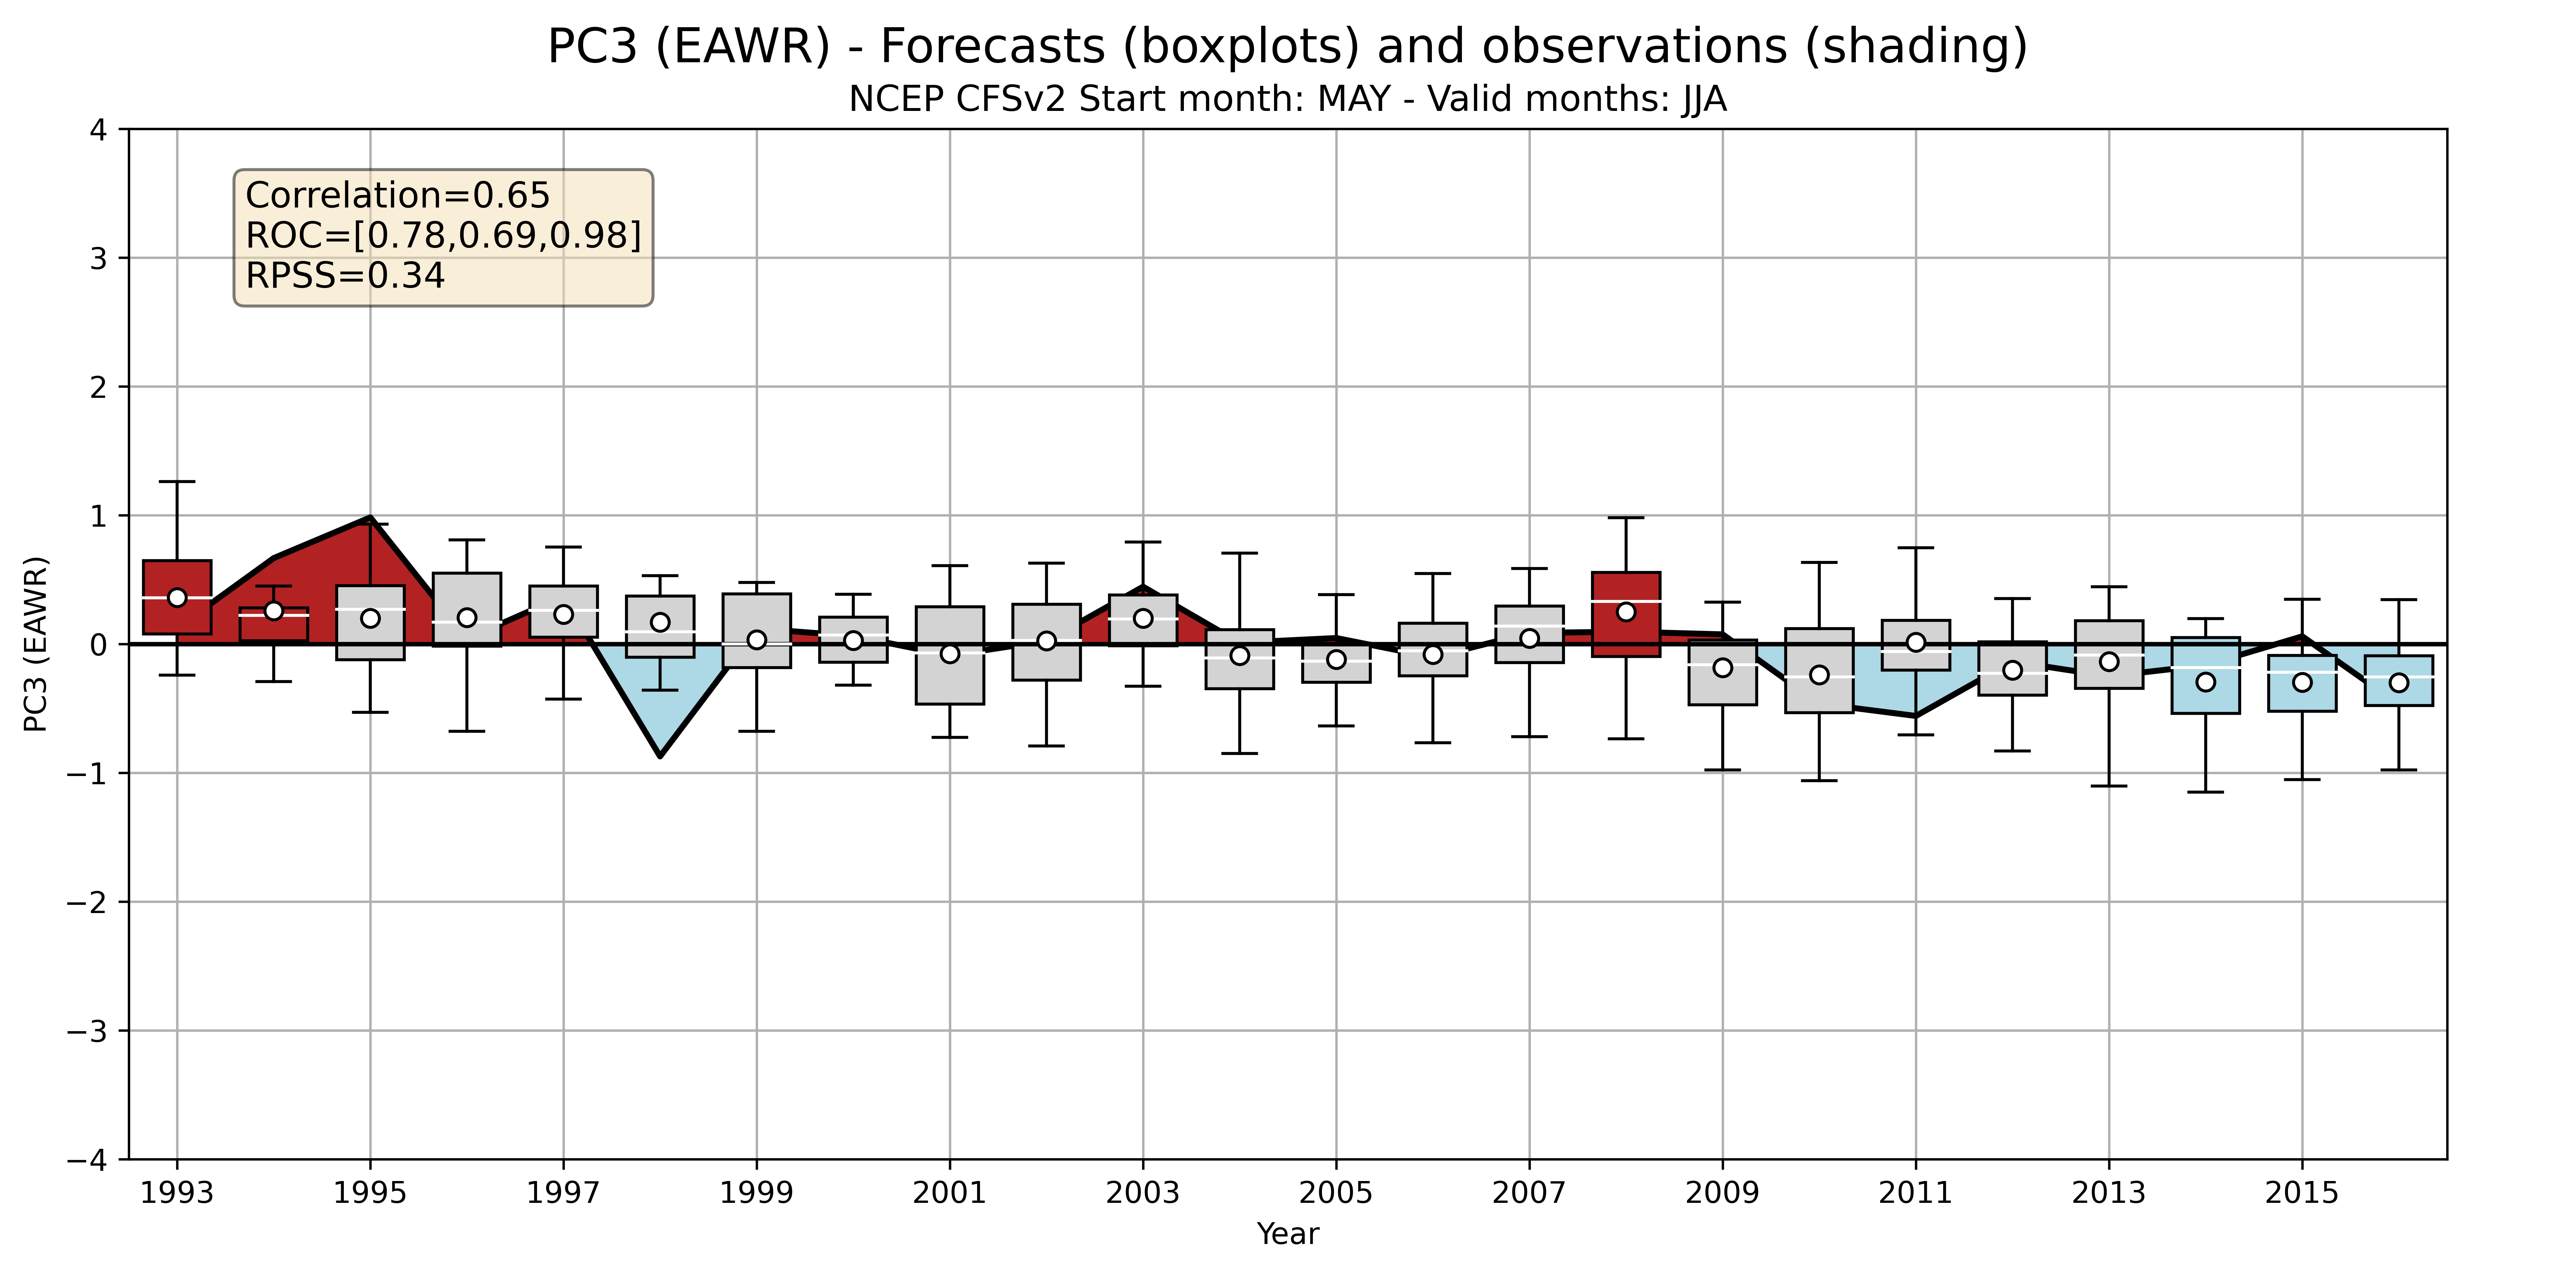 PC3 (EAWR) - Forecasts (boxplots) and observations (shading)
NCEP CFSv2 Start month: MAY - Valid months: JJA
Correlation=0.65
ROC=[0.78,0.69,0.98]
RPSS=0.34
PC3 (EAWR)
4
3
2
1
0
−1
−2
−3
−4
1993 1995 1997 1999 2001 2003 2005 2007 2009 2011 2013 2015
Year